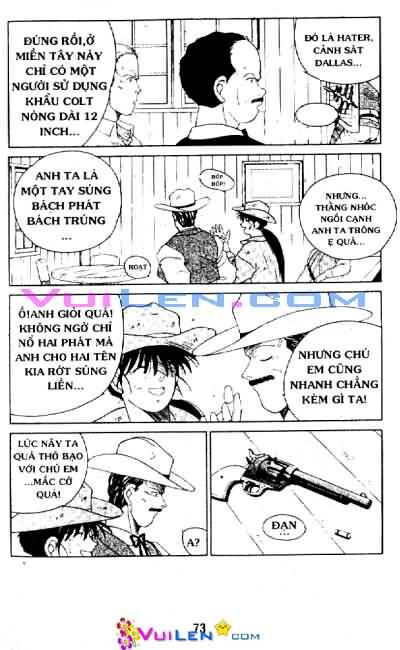 ĐÓ LÀ HATER,
CẢNH SÁT
DALLAS...
ĐÚNG RỒI,Ở
MIỀN TÂY NÀY
CHỈ CÓ MỘT
NGƯỜI SỬ DỤNG
KHẨU COLT
NÒNG DÀI 12
INCH...
ANH TA LÀ
MỘT TAY SÚNG
BÁCH PHÁT
BÁCH TRÚNG
...
BỐP
BỐP!
HOẠT
NHƯNG...
THẰNG NHÓC
NGỒI CẠNH
ANH TA TRÔNG
Ẹ QUÁ...
VuiLen.com
Ồ!ANH GIỎI QUÁ!
KHÔNG NGỜ CHỈ
NỔ HAI PHÁT MÀ
ANH CHO HAI TÊN
KIA RỚT SÚNG
LIỀN...
NHƯNG CHÚ
EM CŨNG
NHANH CHẲNG
KÉM GÌ TA!
LÚC NÃY TA
QUÁ THÔ BẠO
VỚI CHÚ EM
...MẮC CỠ
QUÁ!
A?
ĐẠN
...
73
VuiLen.com